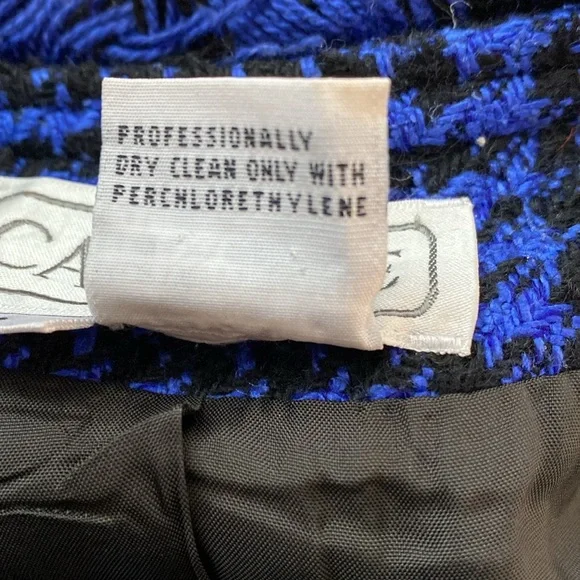 PROFESSIONALLY
DRY CLEAN ONLY WITH
PERCHLORETHYLENE